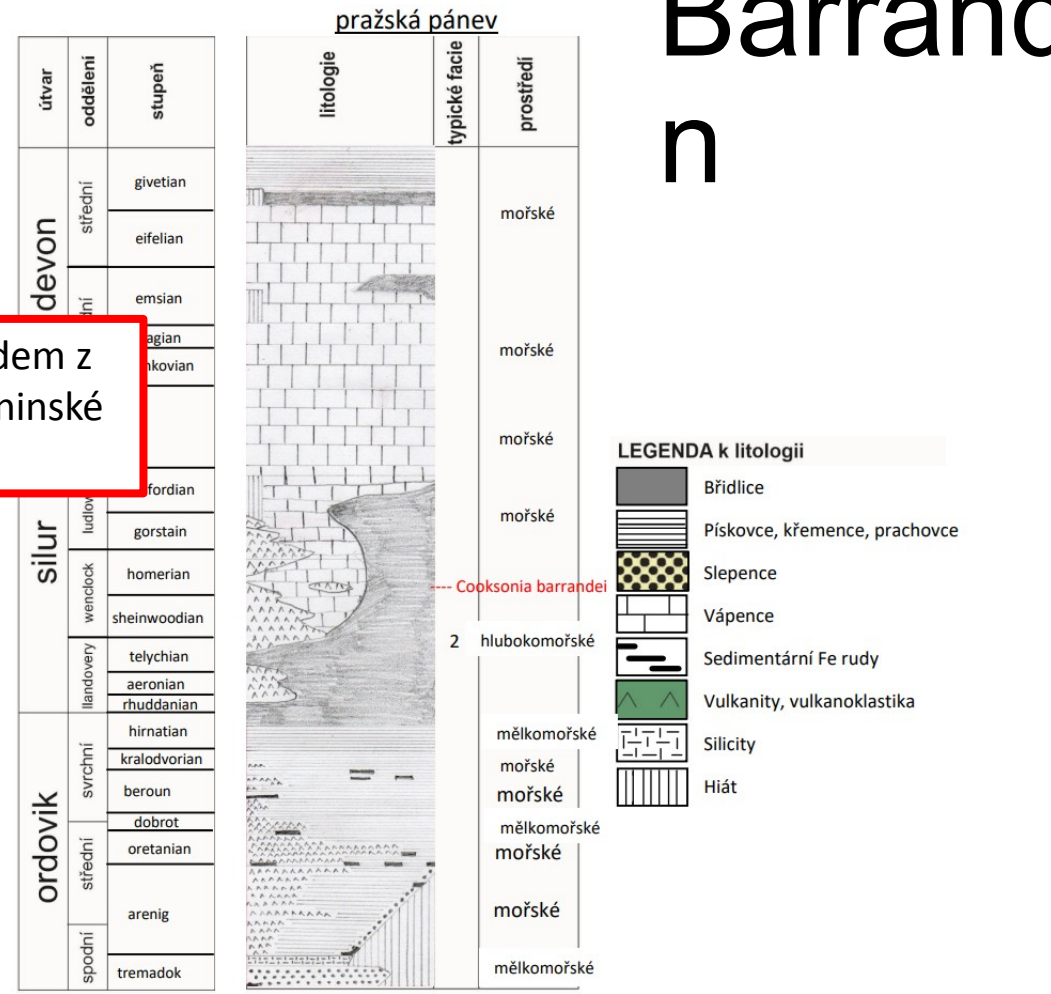 pražská pánev
Barrand
n
útvar
oddělení
stupeň
litologie
typické facie
prostředí
devon
střední
givetian
eifelian
dní
emsian
agian
nkovian
dem z
ninské
silur
ludlow
fordian
gorstain
wenclock
homerian
sheinwoodian
llandovery
telychian
aeronian
rhuddanian
ordovik
svrchní
hirnatian
kralodvorian
beroun
střední
dobrot
oretanian
arenig
spodní
tremadok
mořské
mořské
mořské
mořské
---- Cooksonia barrandei
2 hlubokomořské
mělkomořské
mořské
mořské
mělkomořské
mořské
mořské
mělkomořské
LEGENDA k litologii
Břidlice
Pískovce, křemence, prachovce
Slepence
Vápence
Sedimentární Fe rudy
Vulkanity, vulkanoklastika
Silicity
Hiát